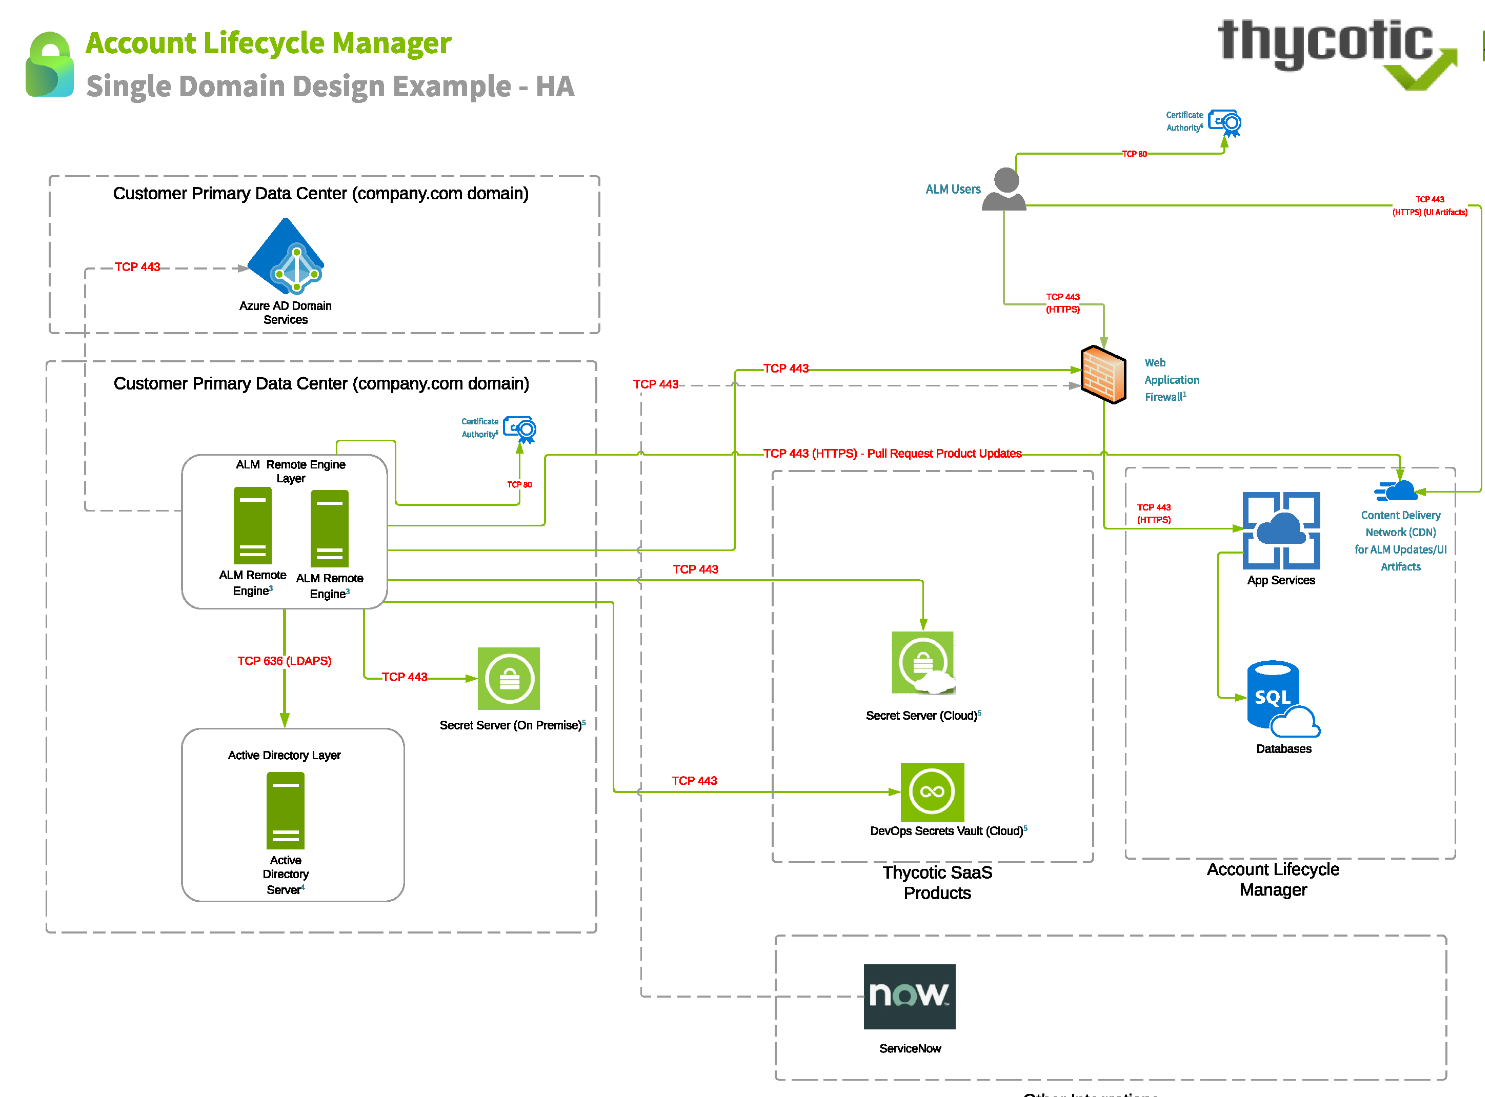 Account Lifecycle Manager
Single Domain Design Example - HA
thycotic
Certificate
Authority⁶
TCP 80
ALM Users
TCP 443
(HTTPS) (UI Artifacts)
Customer Primary Data Center (company.com domain)
TCP 443
Azure AD Domain
Services
TCP 443
(HTTPS)
Web
Application
Firewall¹
Customer Primary Data Center (company.com domain)
TCP 443
TCP 443
Certificate
Authority⁶
TCP 443 (HTTPS) - Pull Request Product Updates
ALM Remote Engine
Layer
TCP 80
ALM Remote
Engine³
ALM Remote
Engine³
TCP 443
(HTTPS)
App Services
Content Delivery
Network (CDN)
for ALM Updates/UI
Artifacts
TCP 443
TCP 636 (LDAPS)
TCP 443
Secret Server (On Premise)⁵
Secret Server (Cloud)⁵
SQL
Databases
Active Directory Layer
TCP 443
DevOps Secrets Vault (Cloud)⁵
Active
Directory
Server⁴
Thycotic SaaS
Products
Account Lifecycle
Manager
now
ServiceNow
Other Integrations